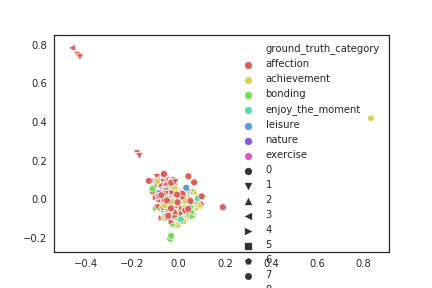 0.8
0.6
0.4
0.2
0.0
−0.2
−0.4
−0.2
0.0
0.2
0.4
0.6
0.8
ground_truth_category
affection
achievement
bonding
enjoy_the_moment
leisure
nature
exercise
0
1
2
3
4
5
6
7